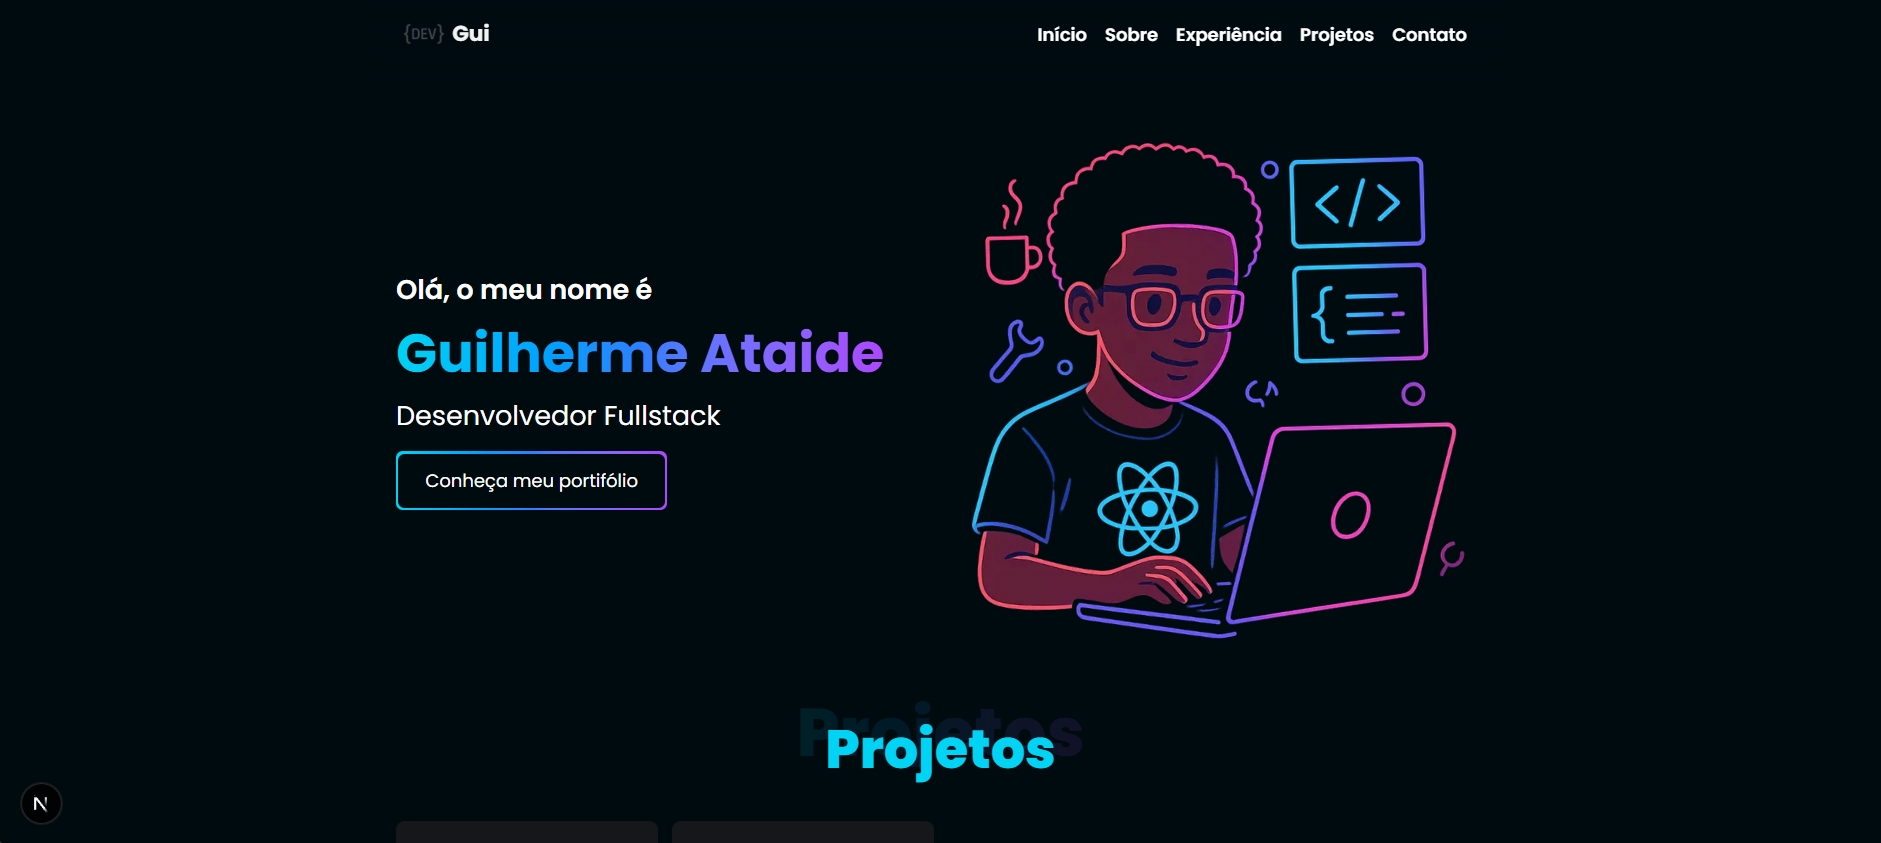 {DEV} Gui
Início Sobre Experiência Projetos Contato
</>
{
Olá, o meu nome é
Guilherme Ataide
Desenvolvedor Fullstack
Conheça meu portifólio
Projetos
Projetos
N